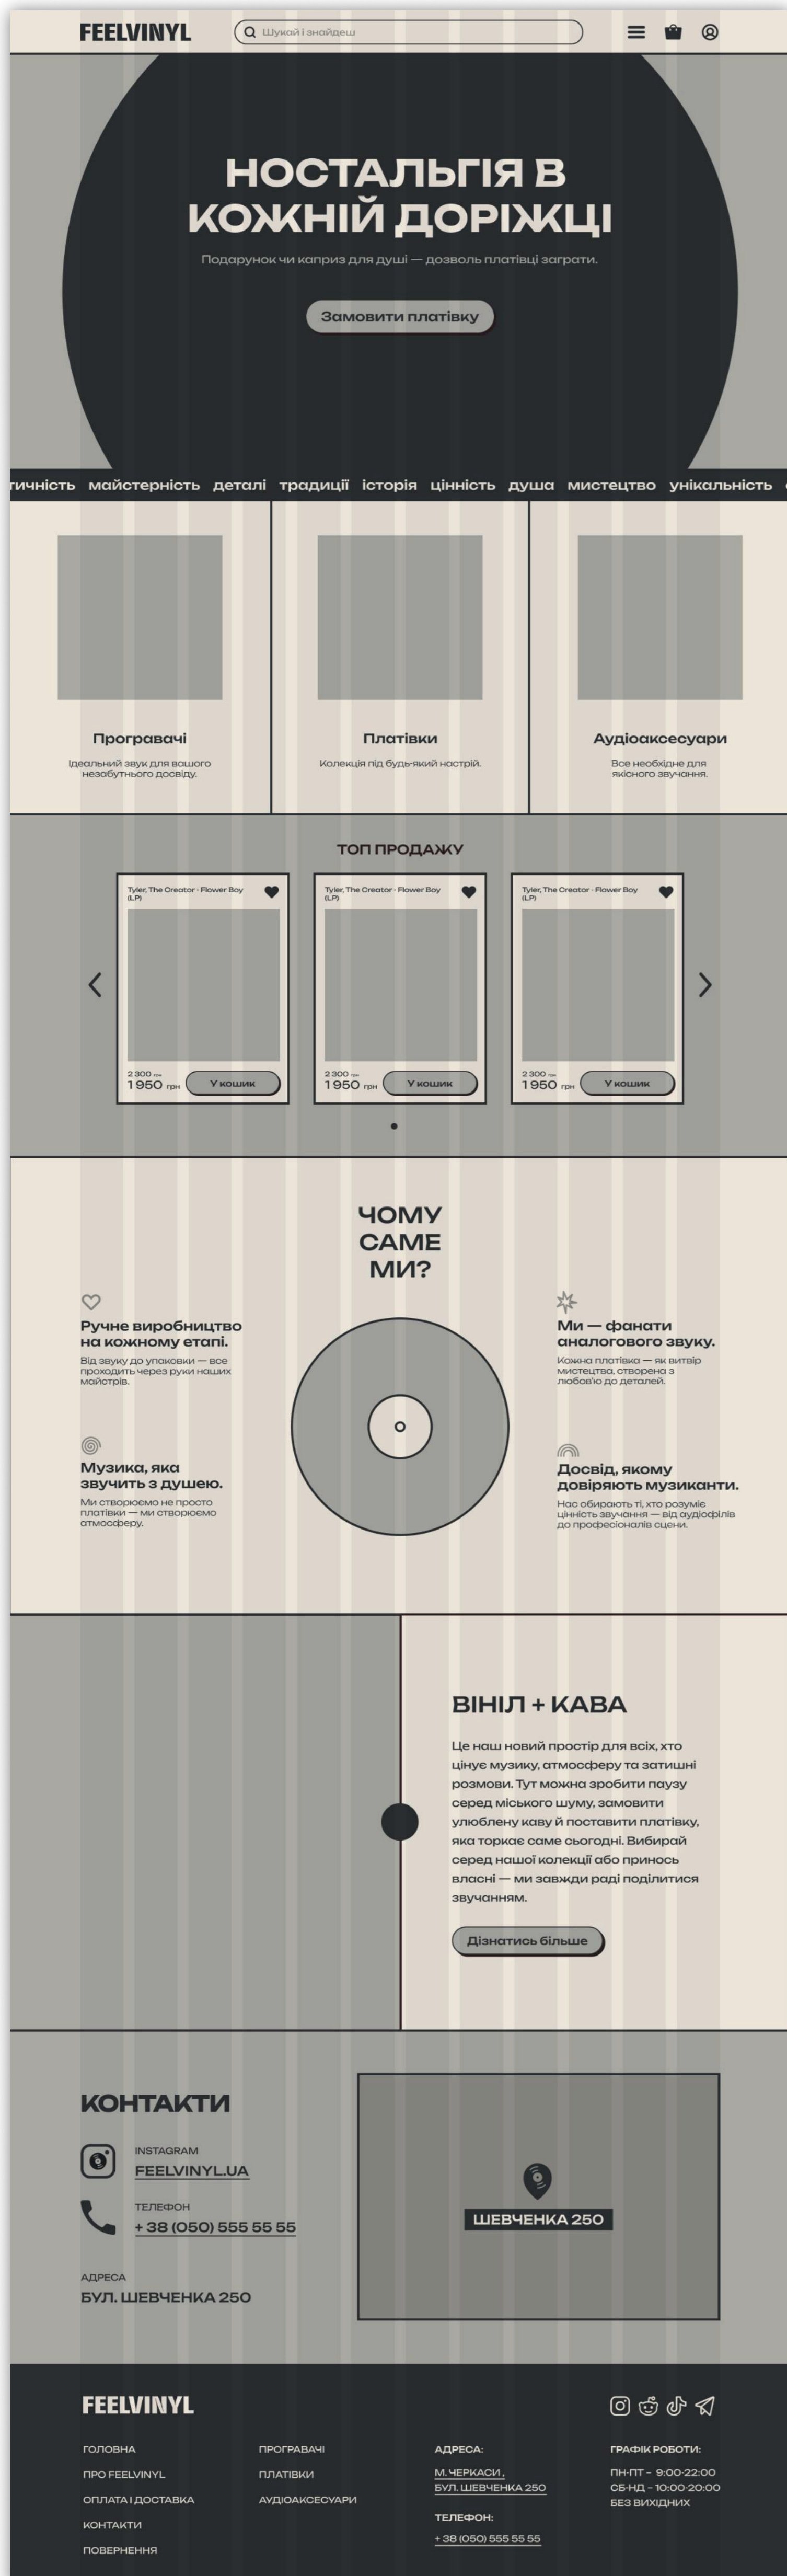 FEELVINYL
Шукай і знайдеш
НОСТАЛЬГІЯ В
КОЖНІЙ ДОРІЖЦІ
Подарунок чи каприз для душі — дозволь платівці заграти.
Замовити платівку
тичність майстерність деталі традиції історія цінність душа мистецтво унікальність
Програвачі
Ідеальний звук для вашого
незабутнього досвіду.
Платівки
Колекція під будь-який настрій.
Аудіоаксесуари
Все необхідне для
якісного звучання.
ТОП ПРОДАЖУ
Tyler, The Creator - Flower Boy
(LP)
2 300 грн
1 950 грн
У кошик
Tyler, The Creator - Flower Boy
(LP)
2 300 грн
1 950 грн
У кошик
Tyler, The Creator - Flower Boy
(LP)
2 300 грн
1 950 грн
У кошик
ЧОМУ
САМЕ
МИ?
Ручне виробництво
на кожному етапі.
Від звуку до упаковки — все
проходить через руки наших
майстрів.
Музика, яка
звучить з душею.
Ми створюємо не просто
платівки — ми створюємо
атмосферу.
Ми — фанати
аналогового звуку.
Кожна платівка — як витвір
мистецтва, створена з
любов'ю до деталей.
Досвід, якому
довіряють музиканти.
Нас обирають ті, хто розуміє
цінність звучання — від аудіофілів
до професіоналів сцени.
ВІНІЛ + КАВА
Це наш новий простір для всіх, хто
цінує музику, атмосферу та затишні
розмови. Тут можна зробити паузу
серед міського шуму, замовити
улюблену каву й поставити платівку,
яка торкає саме сьогодні. Вибирай
серед нашої колекції або принось
власні — ми завжди раді поділитися
звучанням.
Дізнатись більше
КОНТАКТИ
INSTAGRAM
FEELVINYL.UA
ТЕЛЕФОН
+ 38 (050) 555 55 55
АДРЕСА
БУЛ. ШЕВЧЕНКА 250
ШЕВЧЕНКА 250
FEELVINYL
ГОЛОВНА
ПРО FEELVINYL
ОПЛАТА І ДОСТАВКА
КОНТАКТИ
ПОВЕРНЕННЯ
ПРОГРАВАЧІ
ПЛАТІВКИ
АУДІОАКСЕСУАРИ
АДРЕСА:
М. ЧЕРКАСИ ,
БУЛ. ШЕВЧЕНКА 250
ТЕЛЕФОН:
+ 38 (050) 555 55 55
ГРАФІК РОБОТИ:
ПН-ПТ – 9:00-22:00
СБ-НД – 10:00-20:00
БЕЗ ВИХІДНИХ